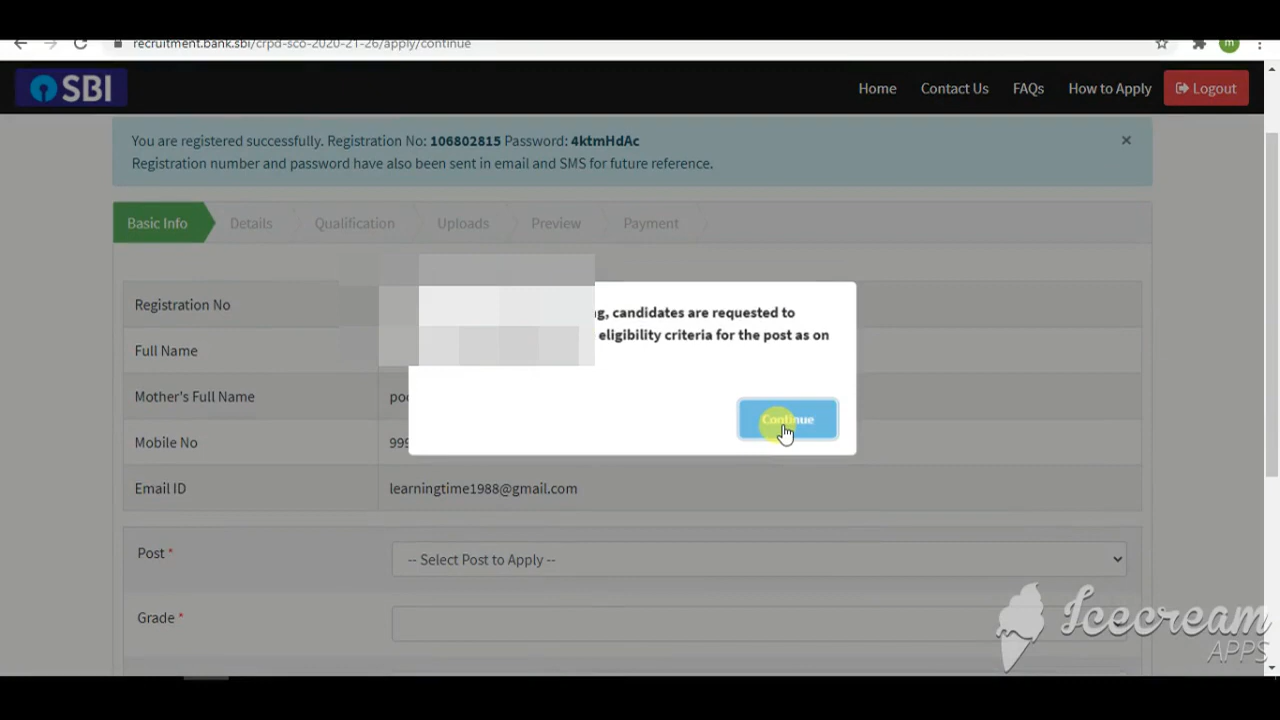 recruitment.bank.sbi/crpd-sco-2020-21-26/apply/continue
m
SBI
Home
Contact Us
FAQs
How to Apply
Logout
You are registered successfully. Registration No: 106802815 Password: 4ktmHdAc
Registration number and password have also been sent in email and SMS for future reference.
×
Basic Info
Details
Qualification
Uploads
Preview
Payment
candidates are requested to
eligibility criteria for the post as on
Continue
Registration No
Full Name
Mother's Full Name
Mobile No
Email ID
learningtime1988@gmail.com
Post *
-- Select Post to Apply --
Grade *
Icecream
APPS